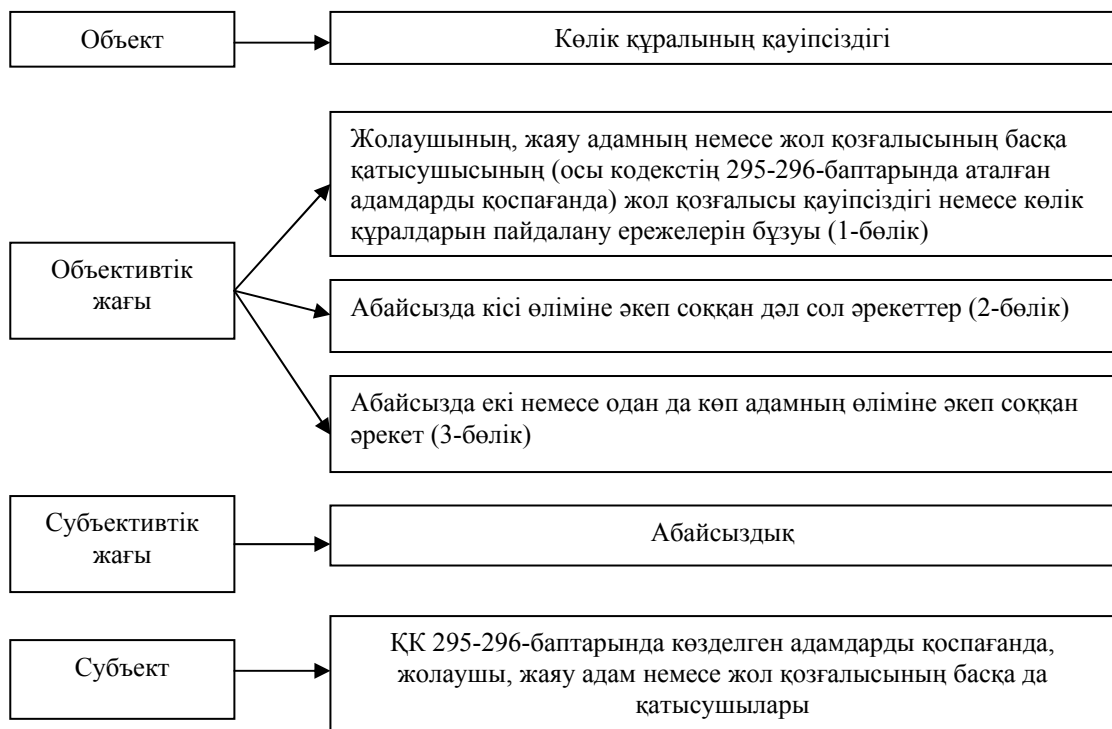 Объект
Көлік құралының қауіпсіздігі
Жолаушының, жаяу адамның немесе жол қозғалысының басқа
қатысушысының (осы кодекстің 295-296-баптарында аталған
адамдарды қоспағанда) жол қозғалысы қауіпсіздігі немесе көлік
құралдарын пайдалану ережелерін бұзуы (1-бөлік)
Объективтік
жағы
Абайсызда кісі өліміне әкеп соққан дәл сол әрекеттер (2-бөлік)
Абайсызда екі немесе одан да көп адамның өліміне әкеп соққан
әрекет (3-бөлік)
Субъективтік
жағы
Абайсыздық
Субъект
ҚК 295-296-баптарында көзделген адамдарды қоспағанда,
жолаушы, жаяу адам немесе жол қозғалысының басқа да
қатысушылары